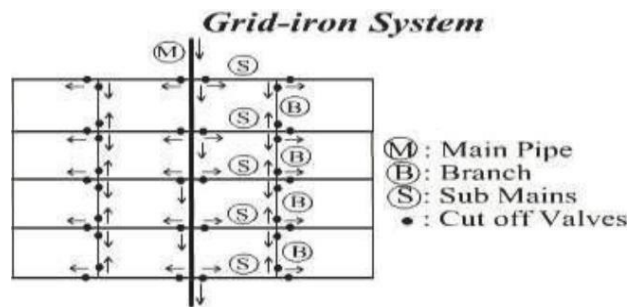 Grid-iron System
M
S
B
S
B
S
B
S
B
S
M : Main Pipe
B : Branch
S : Sub Mains
• : Cut off Valves